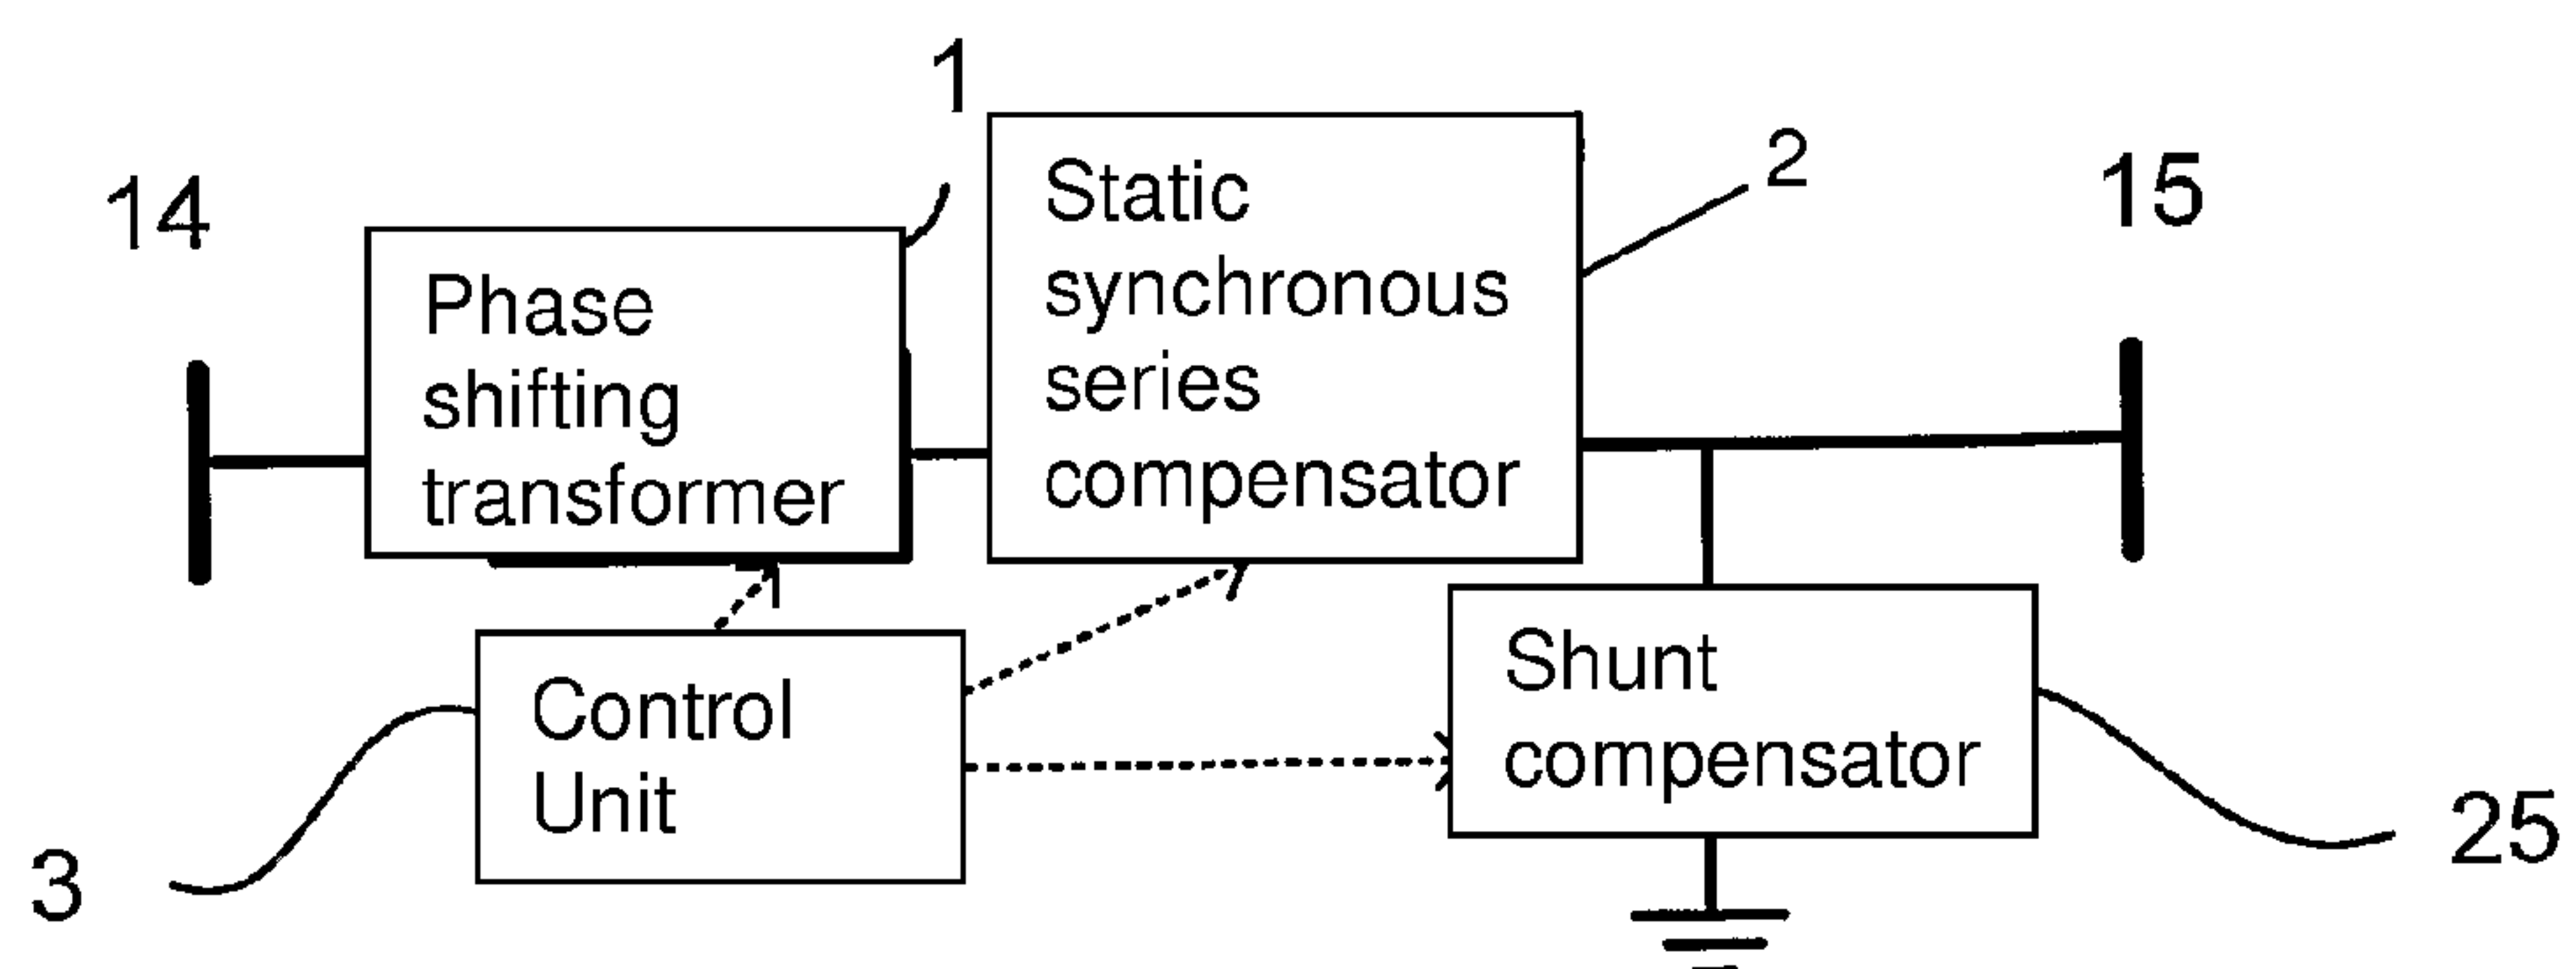 1
14
Phase
shifting
transformer
Static
synchronous
series
compensator
2
15
Control
Unit
3
Shunt
compensator
25